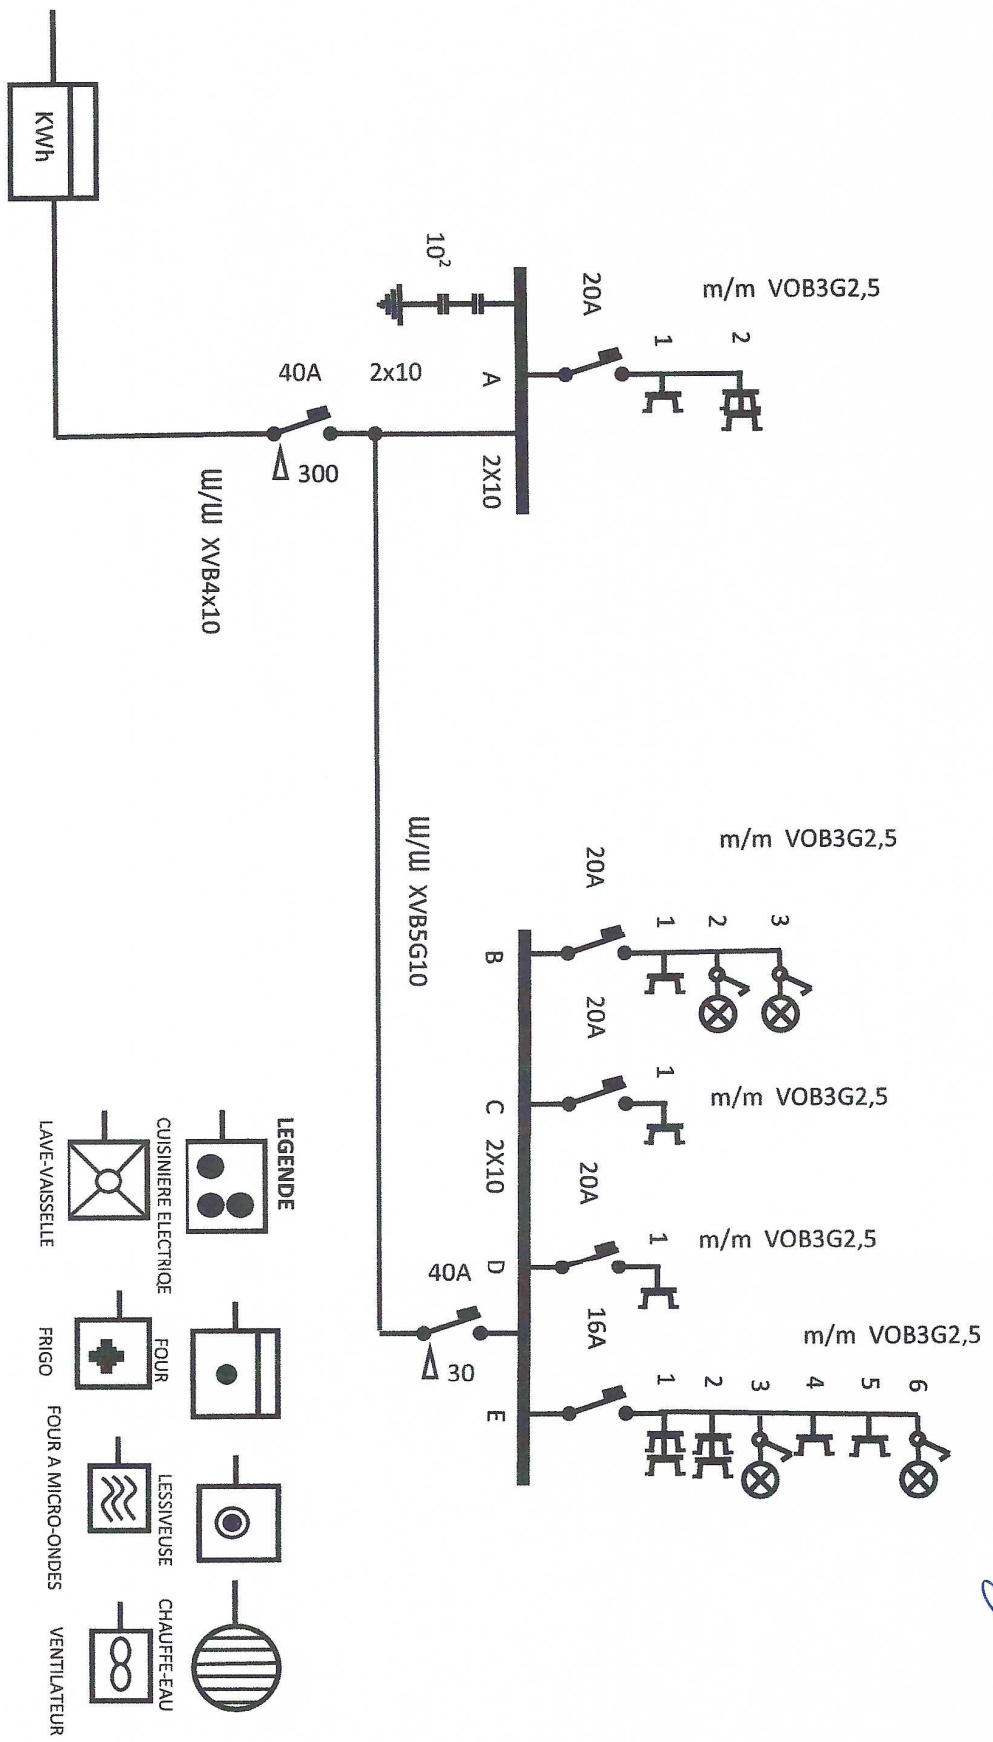 KWh
ꟺ/ꟺ XVB4x10
40A
300
2x10
10²
A
2X10
20A
1
2
m/m VOB3G2,5
ꟺ/ꟺ XVB5G10
40A
30
B
C
2X10
D
E
20A
1
2
3
m/m VOB3G2,5
20A
1
m/m VOB3G2,5
20A
1
m/m VOB3G2,5
16A
1
2
3
4
5
6
m/m VOB3G2,5
LEGENDE
CUISINIERE ELECTRIQE
FOUR
LESSIVEUSE
CHAUFFE-EAU
LAVE-VAISSELLE
FRIGO
FOUR A MICRO-ONDES
VENTILATEUR